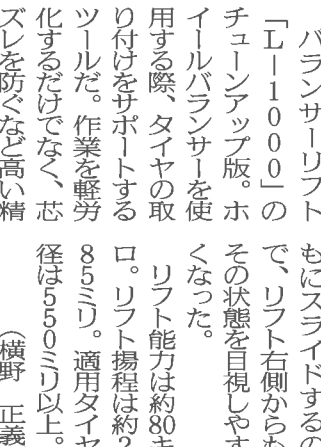 バランサーリフト
「L－1000」の
チューンアップ版。ホ
イールバランサーを使
用する際、タイヤの取
り付けをサポートする
ツールだ。作業を軽労
化するだけでなく、芯
ズレを防ぐなど高い精
もにスライドするの
で、リフト右側からも
その状態を目視しやす
くなった。
リフト能力は約80キ
ロ。リフト揚程は約2
85ミリ。適用タイヤ
径は550ミリ以上。
（横野　正義